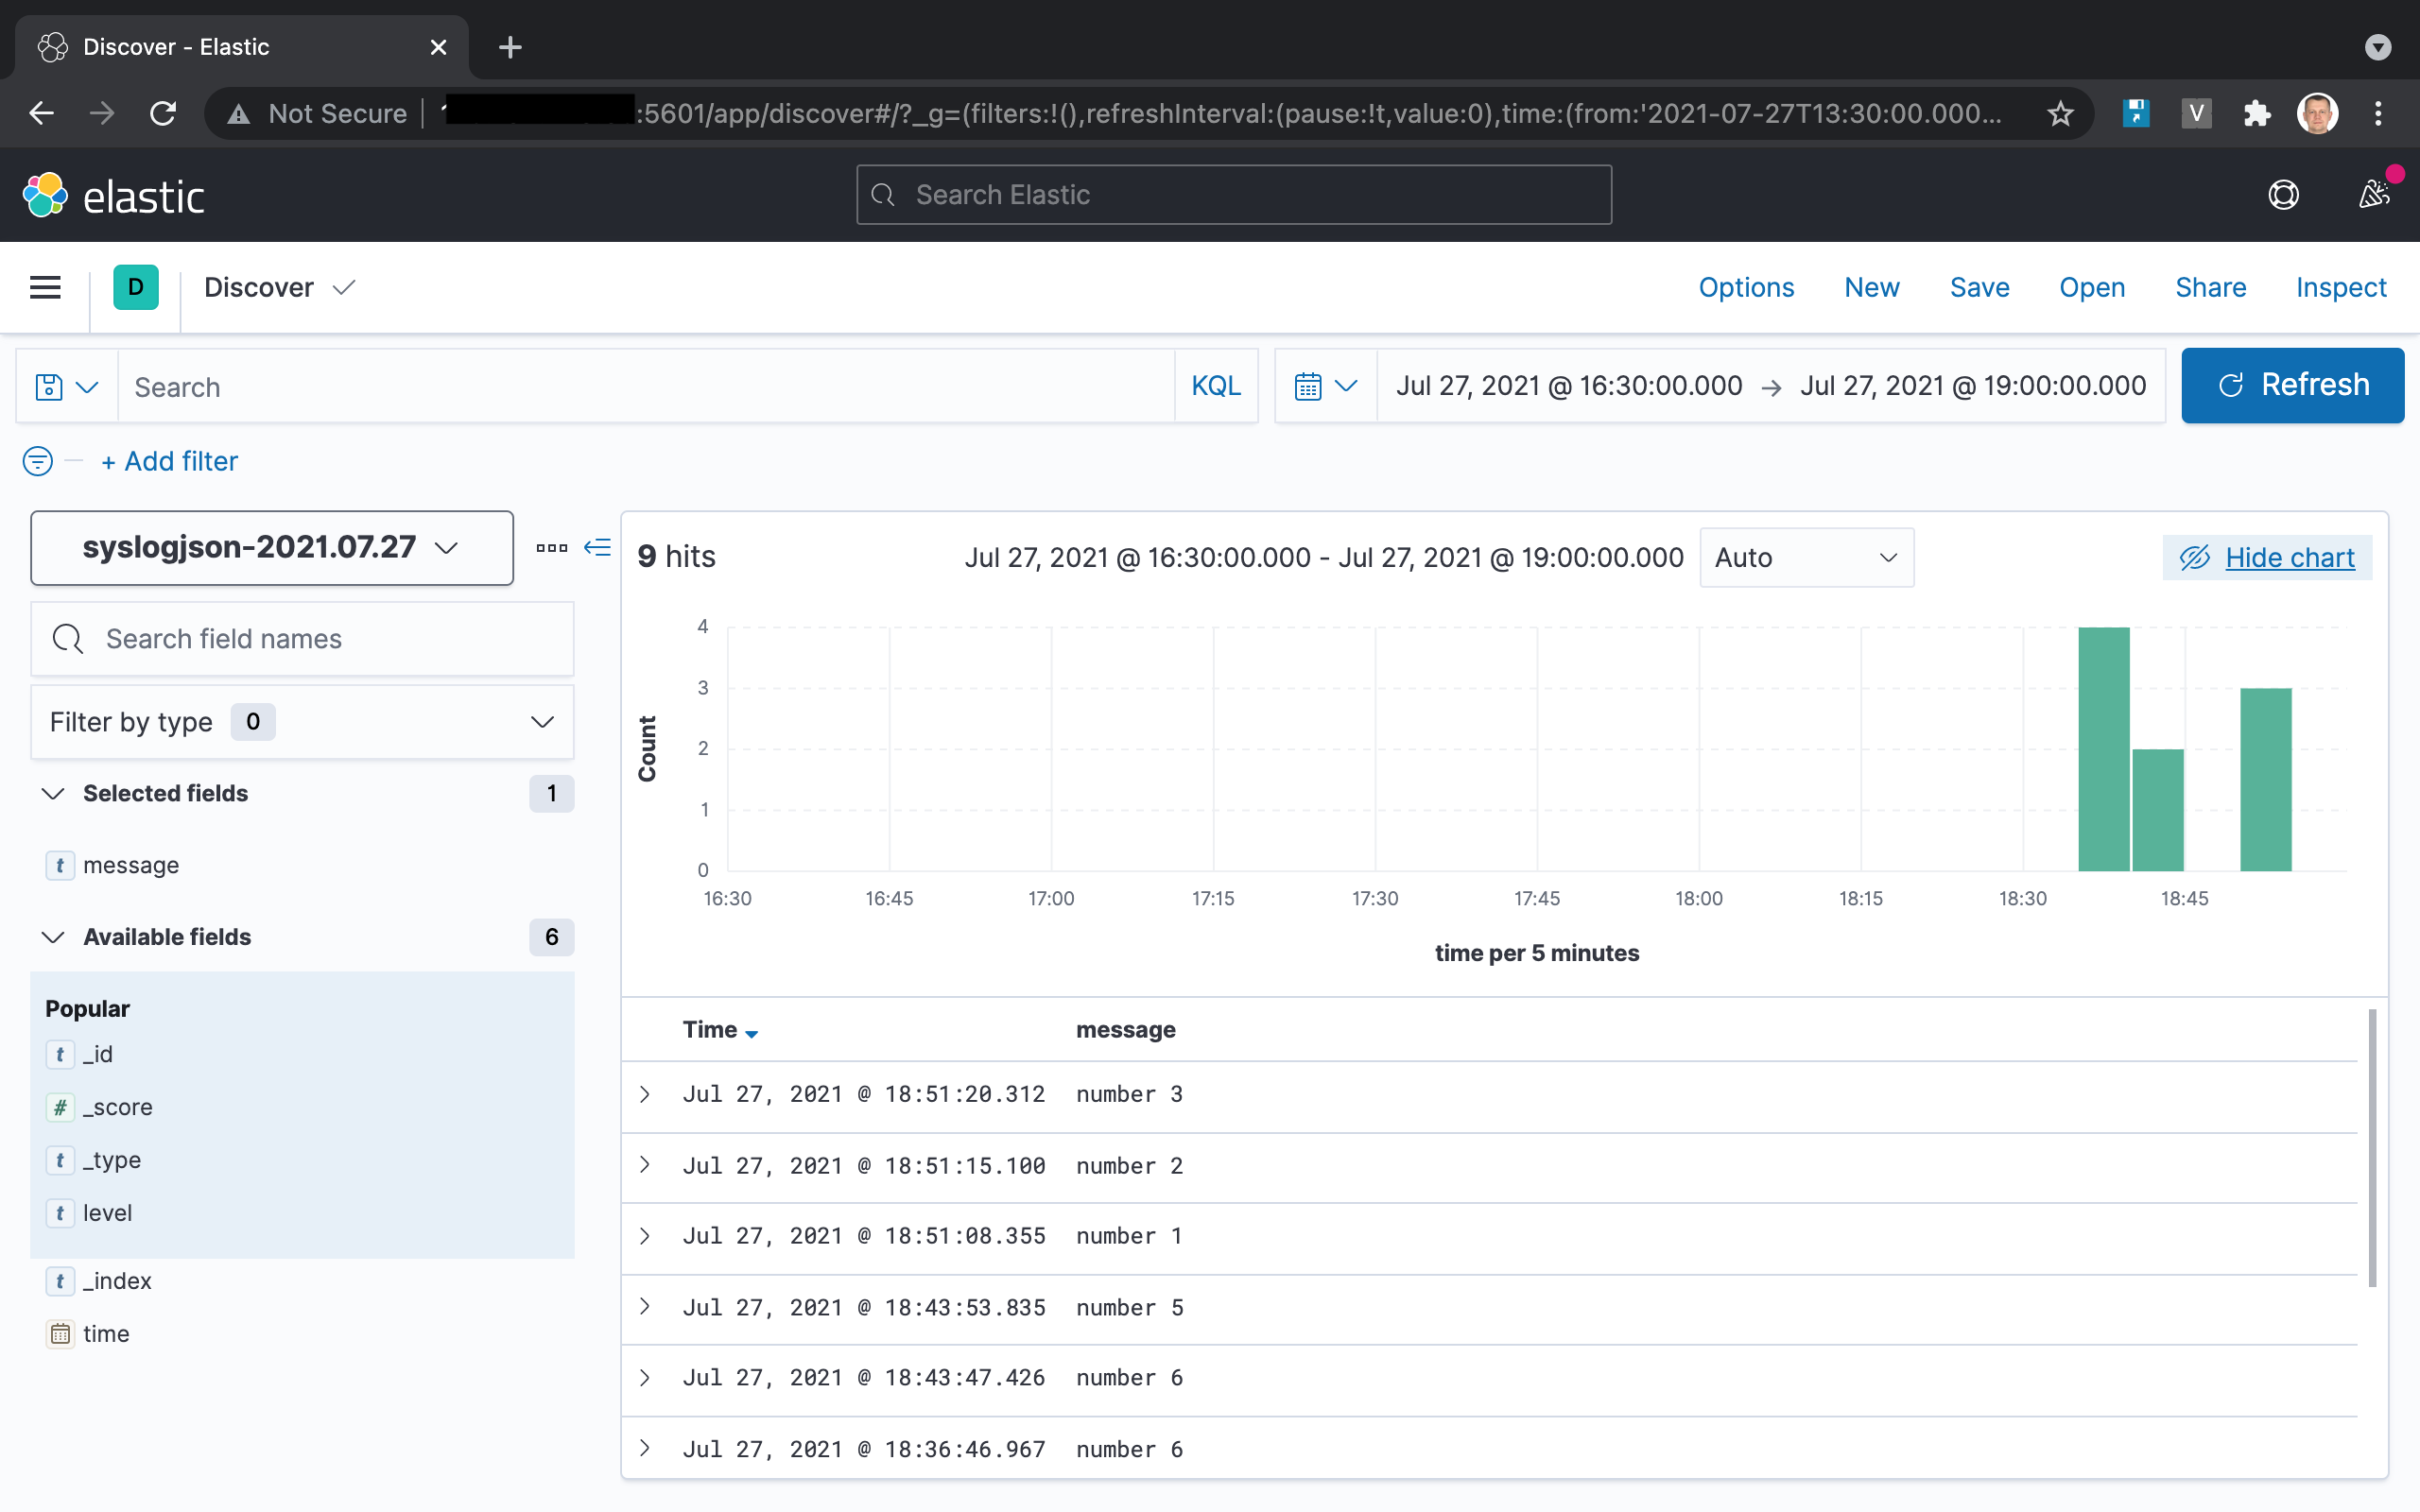 Discover - Elastic
Not Secure :5601/app/discover#/?_g=(filters:!(),refreshInterval:(pause:!t,value:0),time:(from:'2021-07-27T13:30:00.000...
V
elastic
Search Elastic
D Discover Options New Save Open Share Inspect
Search KQL Jul 27, 2021 @ 16:30:00.000 → Jul 27, 2021 @ 19:00:00.000 Refresh
+ Add filter
syslogjson-2021.07.27
Search field names
Filter by type 0
Selected fields 1
t message
Available fields 6
Popular
t _id
# _score
t _type
t level
t _index
time
9 hits Jul 27, 2021 @ 16:30:00.000 - Jul 27, 2021 @ 19:00:00.000 Auto Hide chart
Count
4
3
2
1
0
16:30 16:45 17:00 17:15 17:30 17:45 18:00 18:15 18:30 18:45
time per 5 minutes
Time message
Jul 27, 2021 @ 18:51:20.312 number 3
Jul 27, 2021 @ 18:51:15.100 number 2
Jul 27, 2021 @ 18:51:08.355 number 1
Jul 27, 2021 @ 18:43:53.835 number 5
Jul 27, 2021 @ 18:43:47.426 number 6
Jul 27, 2021 @ 18:36:46.967 number 6